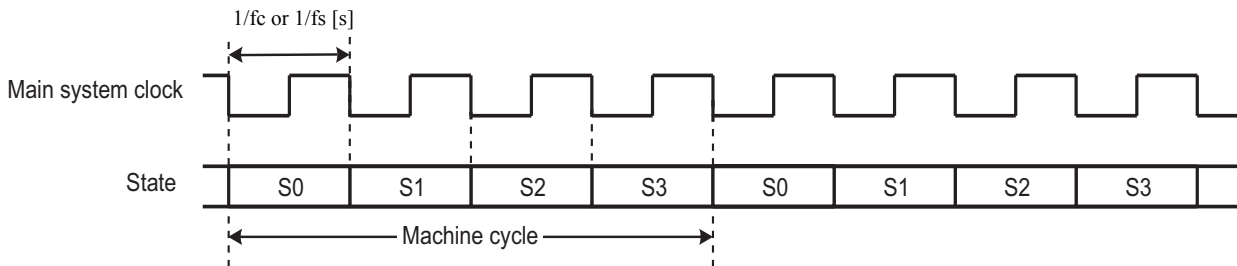 1/fc or 1/fs [s]
Main system clock
State S0 S1 S2 S3 S0 S1 S2 S3
Machine cycle